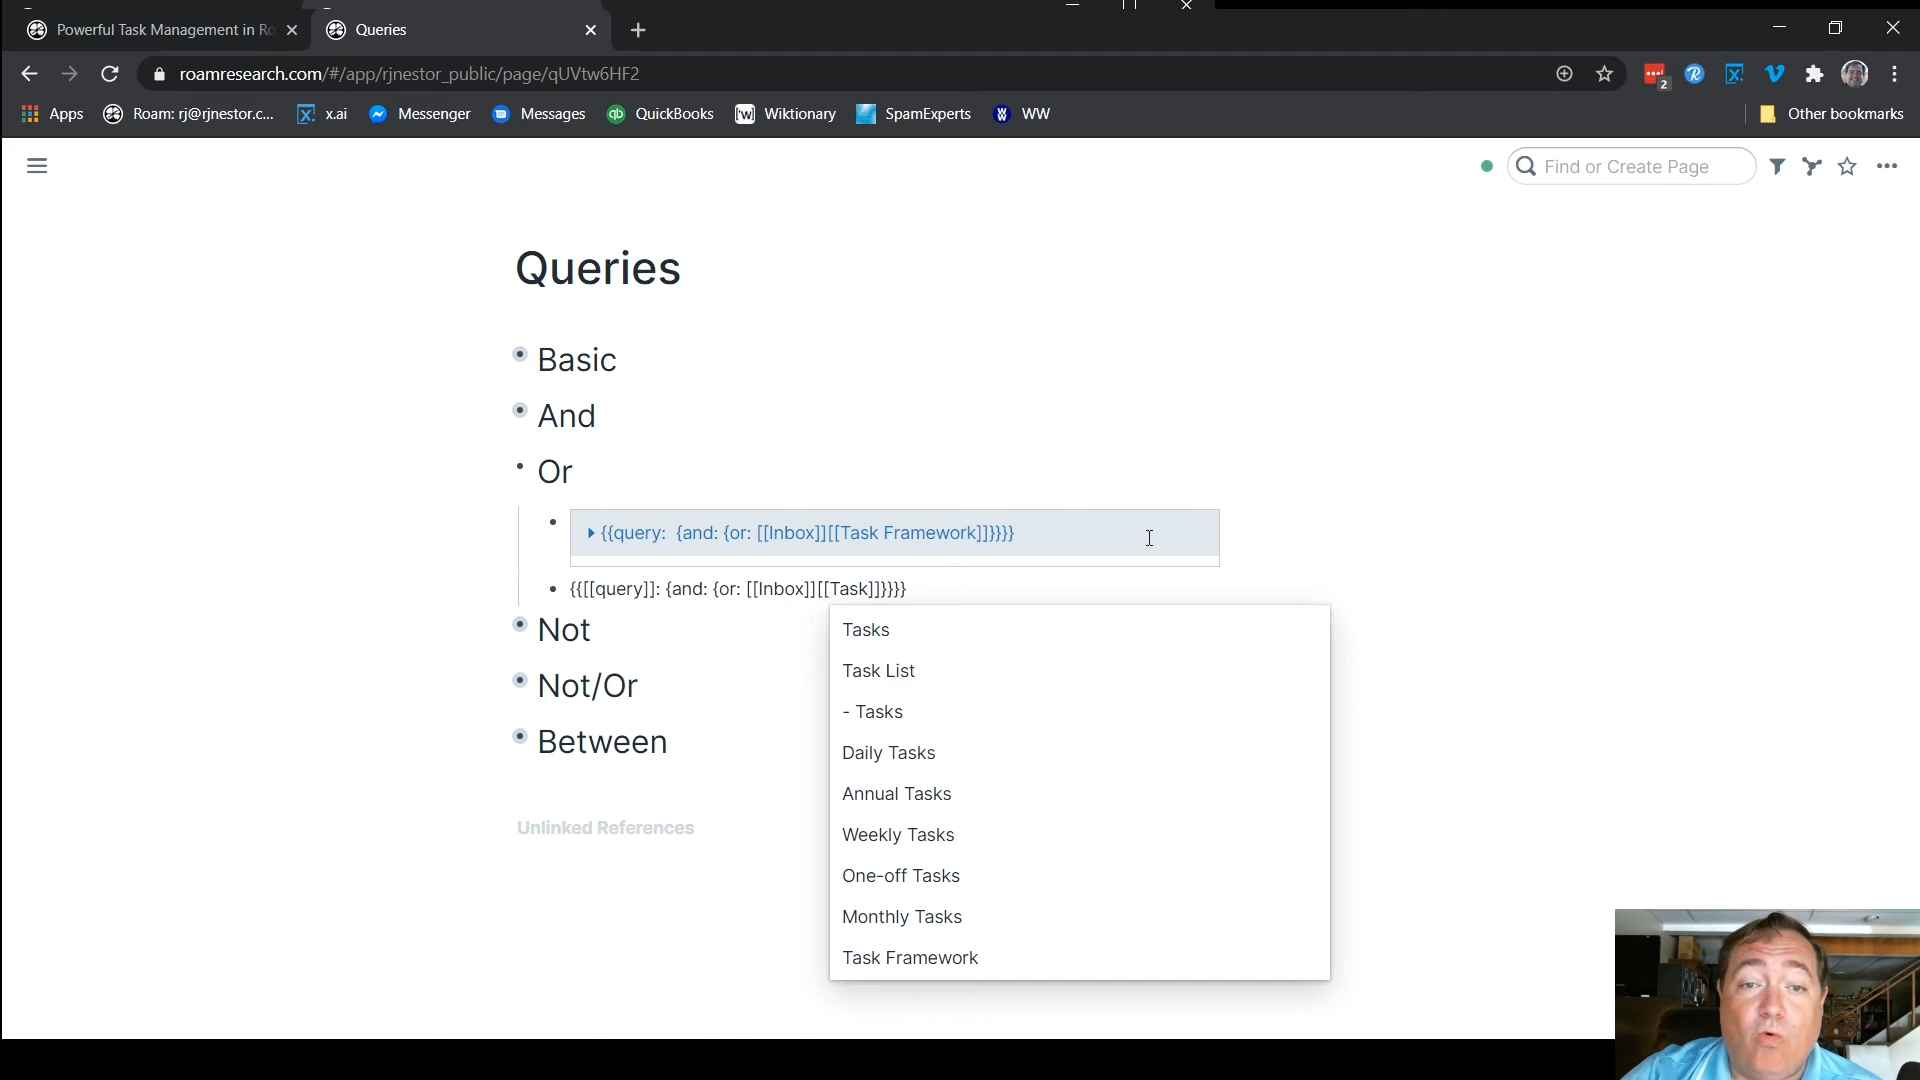 Powerful Task Management in Ro
Queries
roamresearch.com/#/app/rjnestor_public/page/qUVtw6HF2
2
Apps
Roam: rj@rjnestor.c...
x.ai
Messenger
Messages
QuickBooks
Wiktionary
SpamExperts
WW
Other bookmarks
Find or Create Page
Queries
Basic
And
Or
{{query:  {and: {or: [[Inbox]][[Task Framework]]}}}}
{{[[query]]: {and: {or: [[Inbox]][[Task]]}}}}
Tasks
Task List
- Tasks
Daily Tasks
Annual Tasks
Weekly Tasks
One-off Tasks
Monthly Tasks
Task Framework
Not
Not/Or
Between
Unlinked References